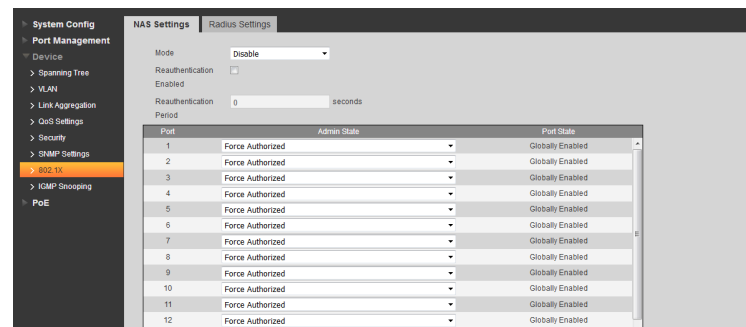 System Config
Port Management
Device
Spanning Tree
VLAN
Link Aggregation
QoS Settings
Security
SNMP Settings
802.1X
IGMP Snooping
PoE
NAS Settings Radius Settings
Mode Disable
Reauthentication
Enabled
Reauthentication 0 seconds
Period
Port Admin State Port State
1 Force Authorized Globally Enabled
2 Force Authorized Globally Enabled
3 Force Authorized Globally Enabled
4 Force Authorized Globally Enabled
5 Force Authorized Globally Enabled
6 Force Authorized Globally Enabled
7 Force Authorized Globally Enabled
8 Force Authorized Globally Enabled
9 Force Authorized Globally Enabled
10 Force Authorized Globally Enabled
11 Force Authorized Globally Enabled
12 Force Authorized Globally Enabled